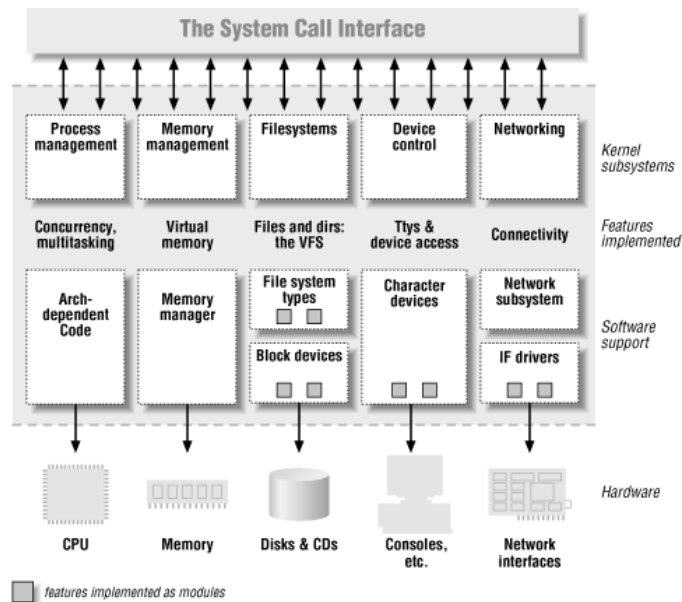 The System Call Interface
Process
management
Memory
management
Filesystems
Device
control
Networking
Kernel
subsystems
Concurrency,
multitasking
Virtual
memory
Files and dirs:
the VFS
Ttys &
device access
Connectivity
Features
implemented
Arch-
dependent
Code
Memory
manager
File system
types
Block devices
Character
devices
Network
subsystem
IF drivers
Software
support
Hardware
CPU
Memory
Disks & CDs
Consoles,
etc.
Network
interfaces
features implemented as modules